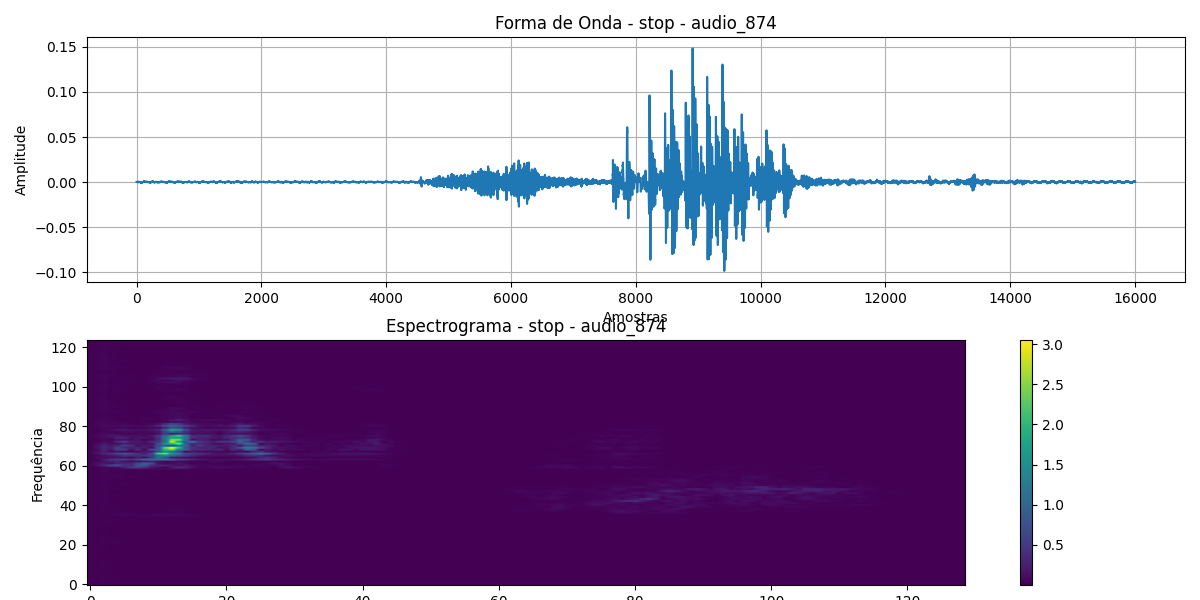 Forma de Onda - stop - audio_874
Amplitude
0.15
0.10
0.05
0.00
−0.05
−0.10
0 2000 4000 6000 8000 10000 12000 14000 16000
Amostras
Espectrograma - stop - audio_874
Frequência
120
100
80
60
40
20
0
0 20 40 60 80 100 120
3.0
2.5
2.0
1.5
1.0
0.5